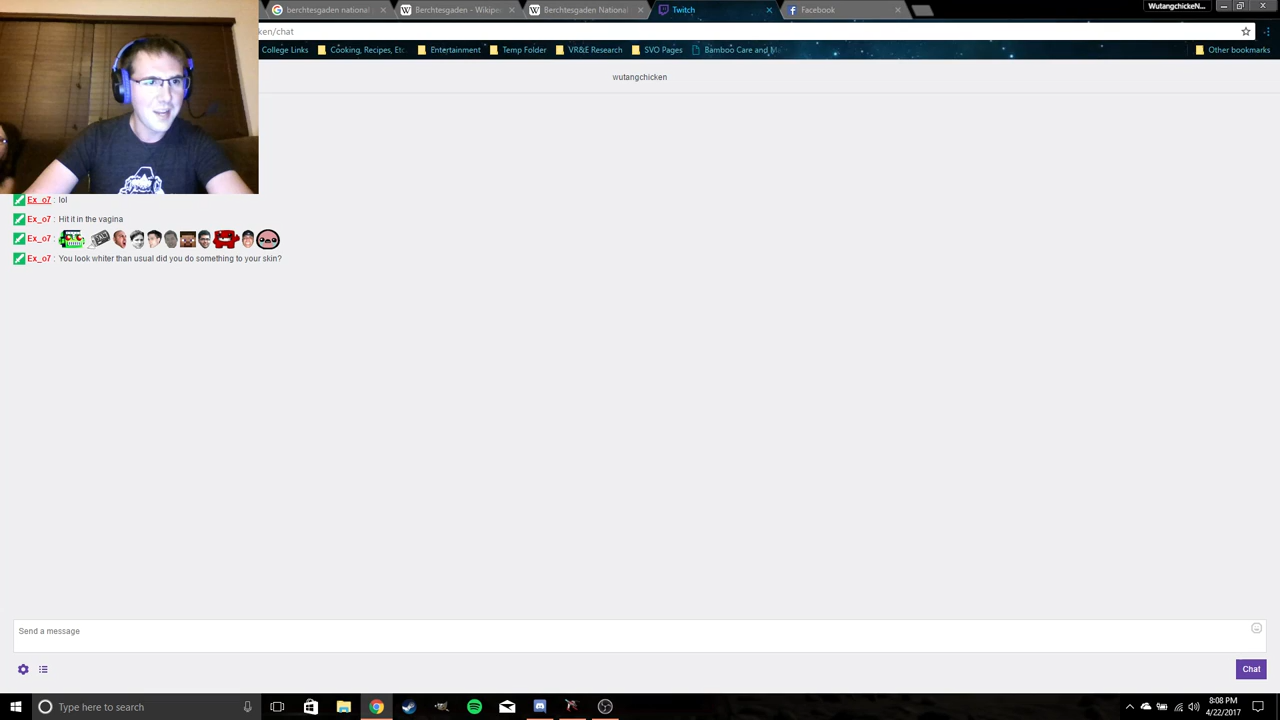 berchtesgaden national
Berchtesgaden - Wikipe
Berchtesgaden National
Twitch
Facebook
WutangchickeN...
ken/chat
College Links
Cooking, Recipes, Etc
Entertainment
Temp Folder
VR&E Research
SVO Pages
Bamboo Care and
Other bookmarks
wutangchicken
Ex_o7 : lol
Ex_o7 : Hit it in the vagina
Ex_o7 :
Ex_o7 : You look whiter than usual did you do something to your skin?
Send a message
Chat
Type here to search
8:08 PM
4/22/2017